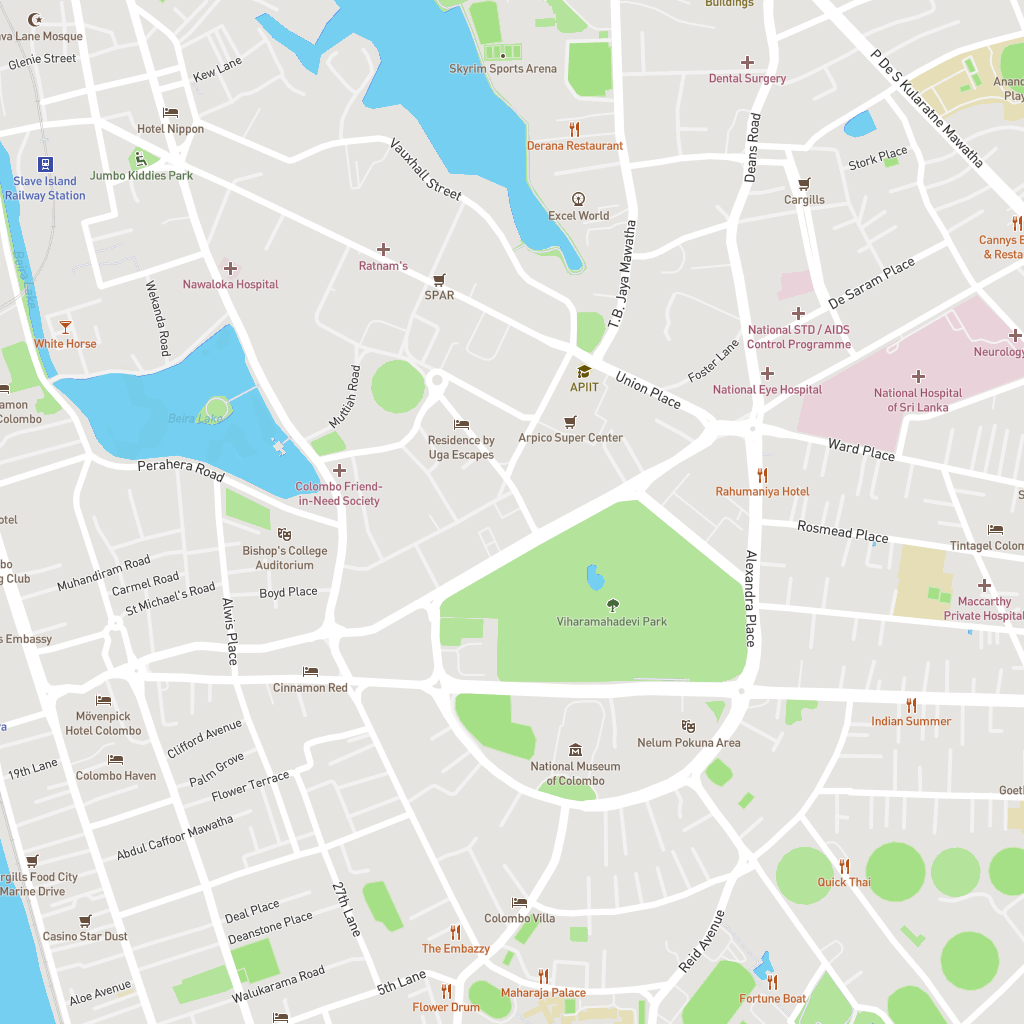 Buildings
Lane Mosque
Glenie Street
Kew Lane
Skyrim Sports Arena
Dental Surgery
P De S Kularatne Mawatha
Hotel Nippon
Derana Restaurant
Deans Road
Stork Place
Vauxhall Street
Jumbo Kiddies Park
Slave Island
Railway Station
Cargills
Excel World
Beira Lake
Ratnam's
Nawaloka Hospital
SPAR
T.B. Jaya Mawatha
De Saram Place
Wekanda Road
White Horse
National STD / AIDS
Control Programme
Foster Lane
Neurology
National Eye Hospital
National Hospital
of Sri Lanka
Union Place
APIIT
Muttiah Road
Colombo
Beira Lake
Residence by
Uga Escapes
Arpico Super Center
Ward Place
Perahera Road
Colombo Friend-
in-Need Society
Rahumaniya Hotel
Rosmead Place
Tintagel
Bishop's College
Auditorium
Club
Muhandiram Road
Carmel Road
St Michael's Road
Boyd Place
Alwis Place
Alexandra Place
Maccarthy
Private Hospital
Viharamahadevi Park
Embassy
Cinnamon Red
Mövenpick
Hotel Colombo
Indian Summer
Nelum Pokuna Area
Clifford Avenue
19th Lane
Colombo Haven
Palm Grove
Flower Terrace
National Museum
of Colombo
Abdul Caffoor Mawatha
Food City
Marine Drive
Quick Thai
27th Lane
Deal Place
Deanstone Place
Casino Star Dust
Colombo Villa
The Embazzy
Reid Avenue
Walukarama Road
Aloe Avenue
5th Lane
Flower Drum
Maharaja Palace
Fortune Boat